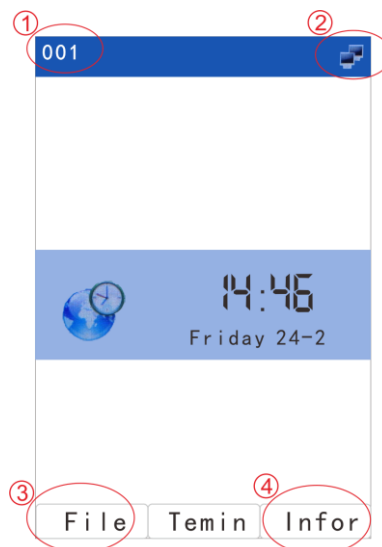 ① ②
001
14:46
Friday 24-2
③ ④
File Temin Infor